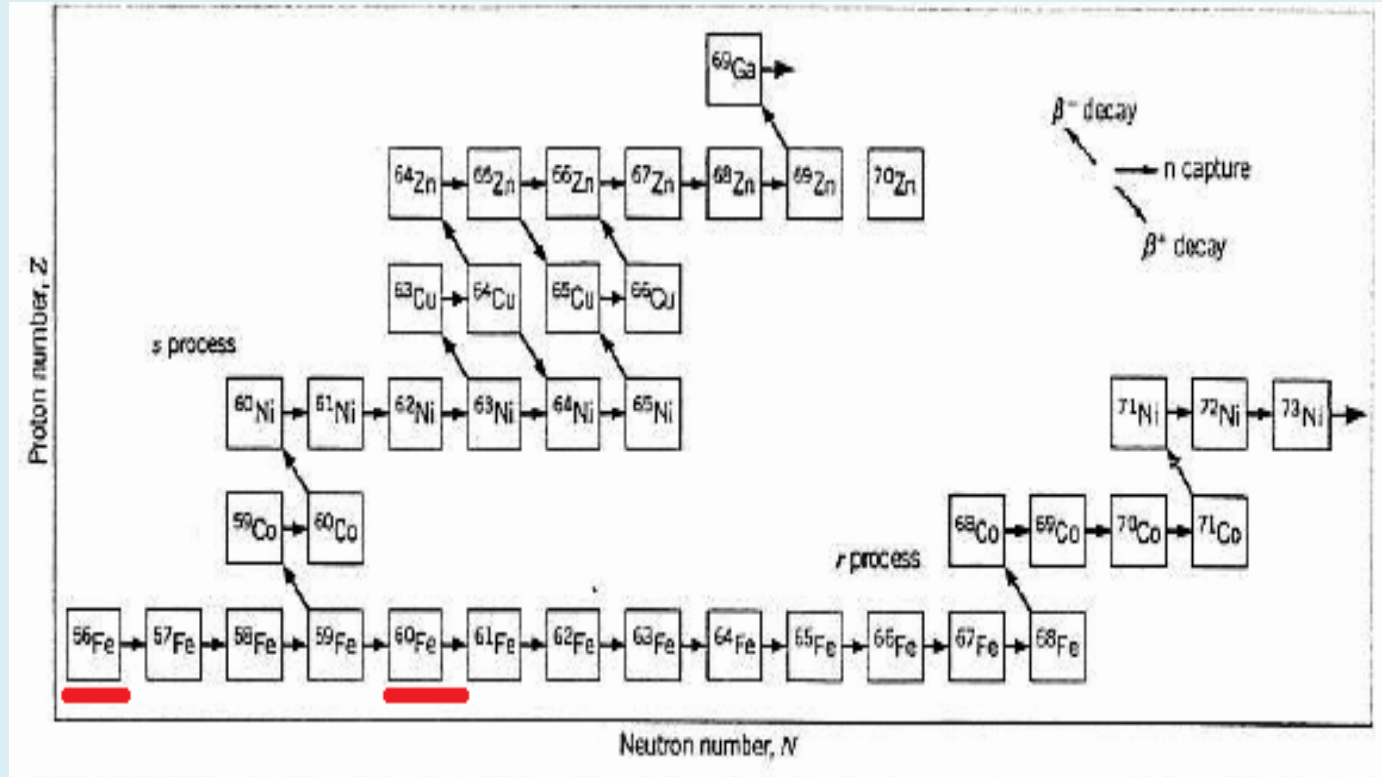 ⁶⁹Ga
β⁻ decay
n capture
β⁺ decay
⁶⁴Zn ⁶⁵Zn ⁶⁶Zn ⁶⁷Zn ⁶⁸Zn ⁶⁹Zn ⁷⁰Zn
⁶³Cu ⁶⁴Cu ⁶⁵Cu ⁶⁶Cu
s process
⁶⁰Ni ⁶¹Ni ⁶²Ni ⁶³Ni ⁶⁴Ni ⁶⁵Ni
⁷¹Ni ⁷²Ni ⁷³Ni
⁵⁹Co ⁶⁰Co
⁶⁸Co ⁶⁹Co ⁷⁰Co ⁷¹Co
r process
⁵⁶Fe ⁵⁷Fe ⁵⁸Fe ⁵⁹Fe ⁶⁰Fe ⁶¹Fe ⁶²Fe ⁶³Fe ⁶⁴Fe ⁶⁵Fe ⁶⁶Fe ⁶⁷Fe ⁶⁸Fe
Proton number, Z
Neutron number, N